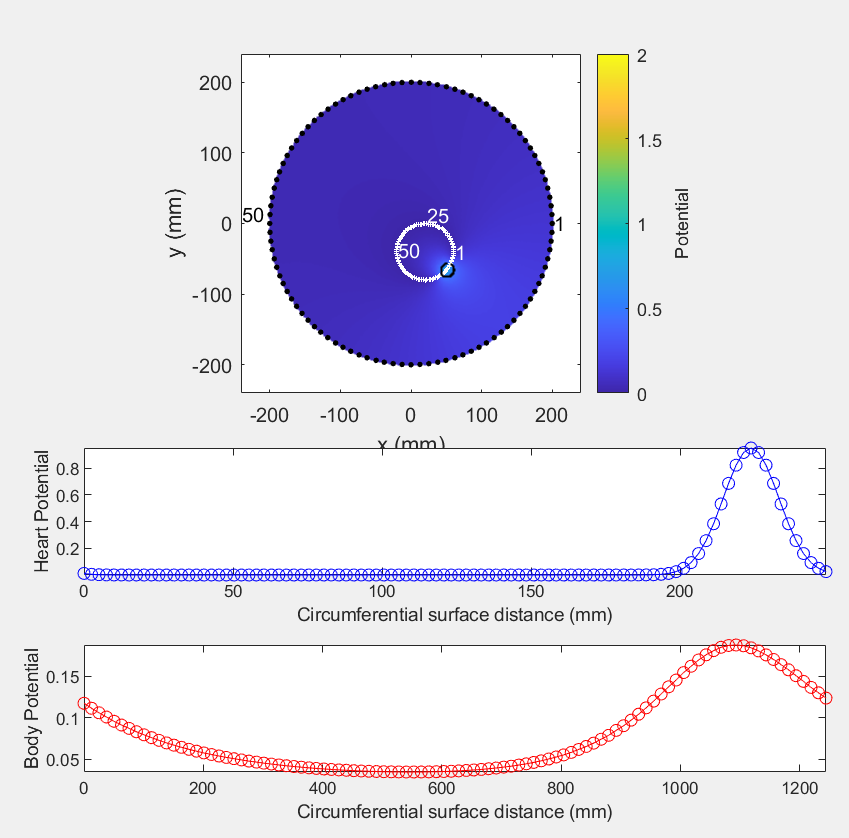 200
100
0
-100
-200
y (mm)
50
25
50
1
1
-200 -100 0 100 200
x (mm)
2
1.5
1
0.5
0
Potential
Heart Potential
0.8
0.6
0.4
0.2
0 50 100 150 200
Circumferential surface distance (mm)
Body Potential
0.15
0.1
0.05
0 200 400 600 800 1000 1200
Circumferential surface distance (mm)